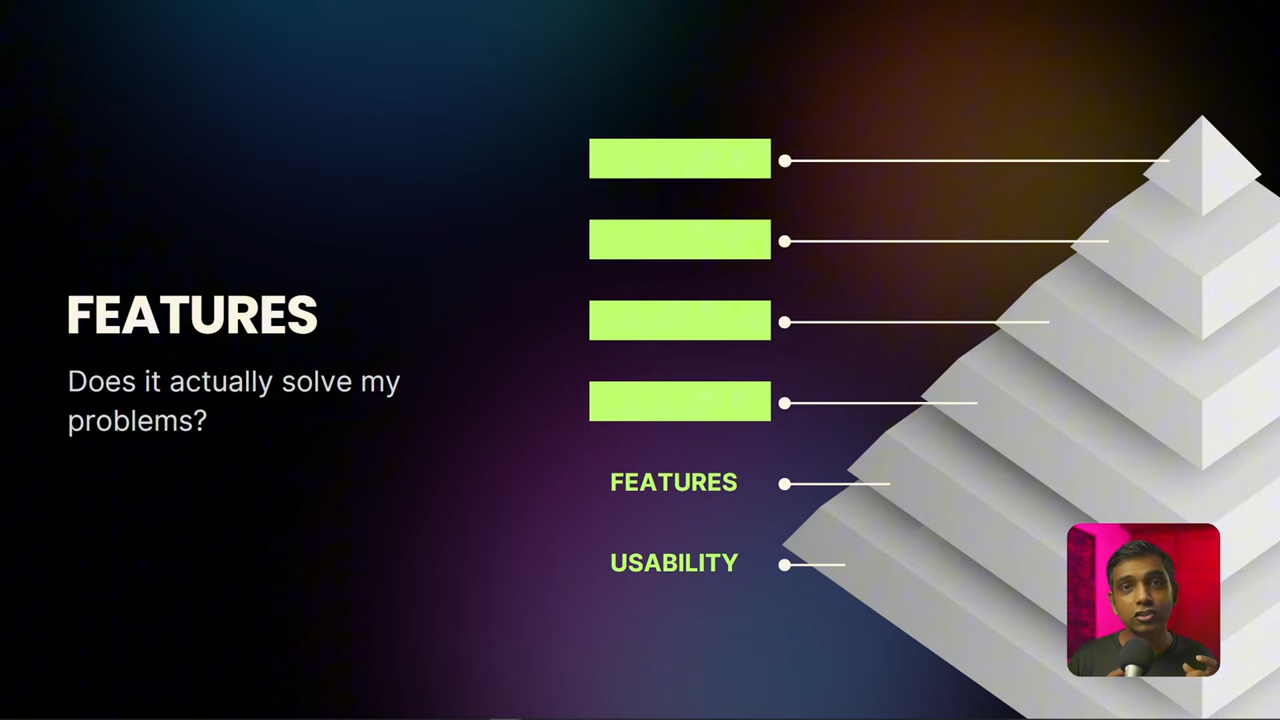 FEATURES
Does it actually solve my
problems?
FEATURES
USABILITY